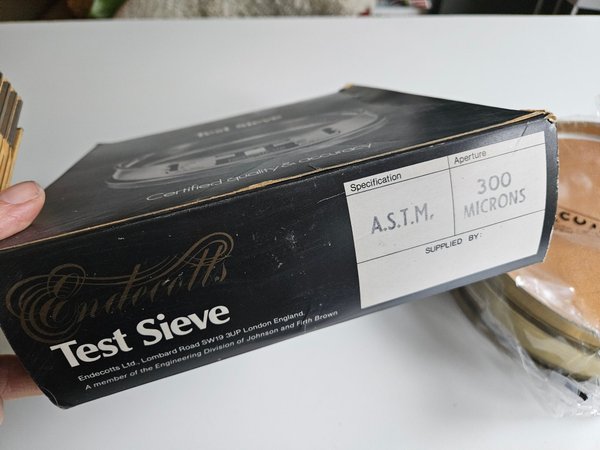 Test Sieve
Certified quality & accuracy
Specification
Aperture
A.S.T.M.
300
MICRONS
SUPPLIED BY:
Endecotts
Test Sieve
Endecotts Ltd., Lombard Road SW19 3UP London England.
A member of the Engineering Division of Johnson and Firth Brown